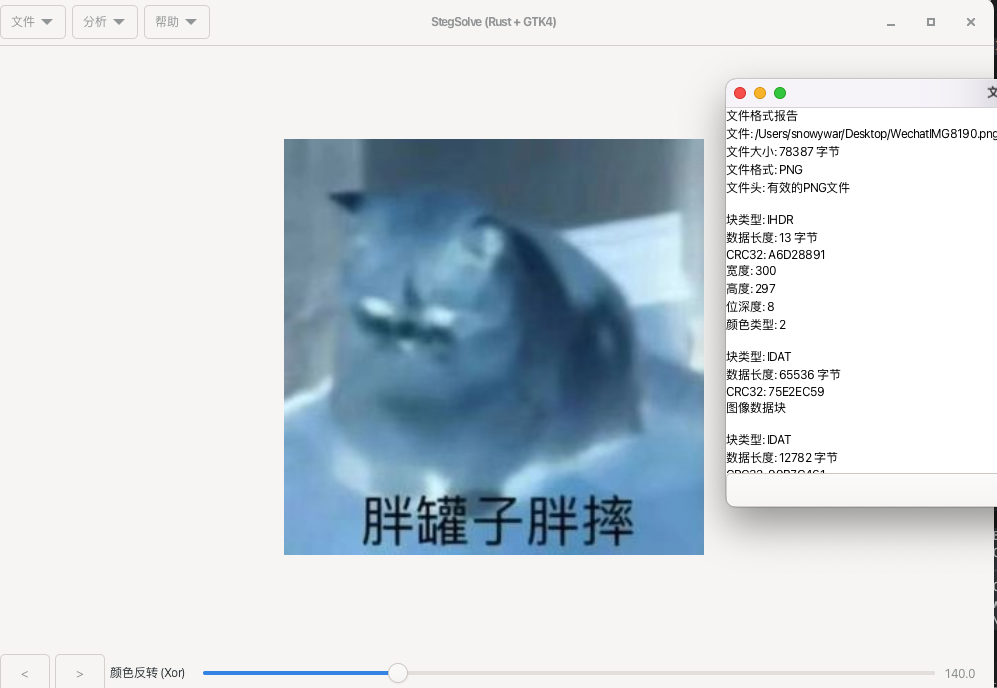 文件 分析 帮助 StegSolve (Rust + GTK4)
文件格式报告
文件: /Users/snowywar/Desktop/WechatIMG8190.png
文件大小: 78387 字节
文件格式: PNG
文件头: 有效的PNG文件
块类型: IHDR
数据长度: 13 字节
CRC32: A6D28891
宽度: 300
高度: 297
位深度: 8
颜色类型: 2
块类型: IDAT
数据长度: 65536 字节
CRC32: 75E2EC59
图像数据块
块类型: IDAT
数据长度: 12782 字节
胖罐子胖摔
< > 颜色反转 (Xor) 140.0